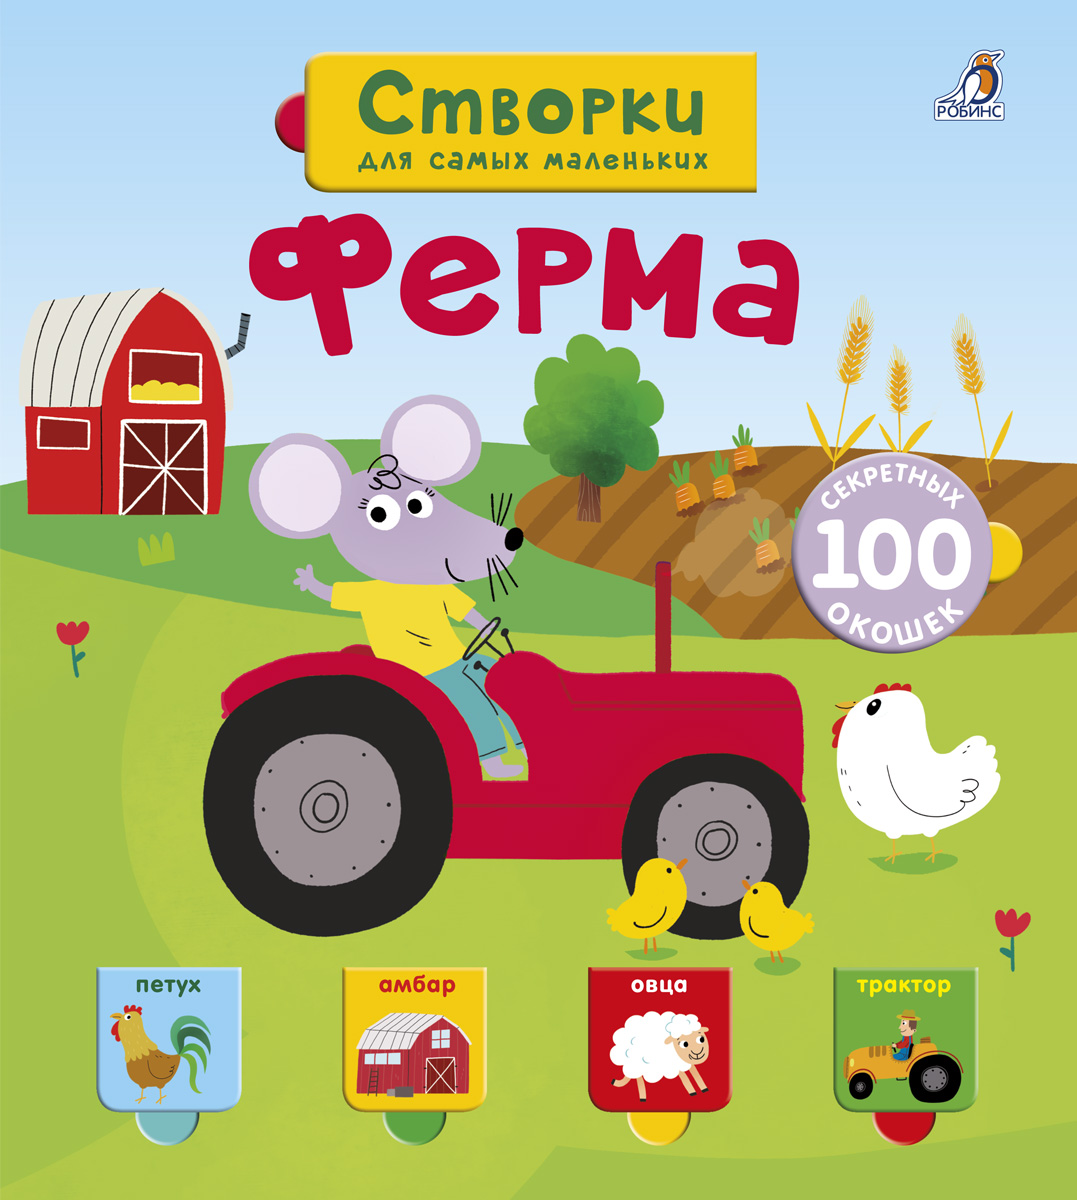 Створки
для самых маленьких
РОБИНС
Ферма
СЕКРЕТНЫХ
100
ОКОШЕК
петух
амбар
овца
трактор